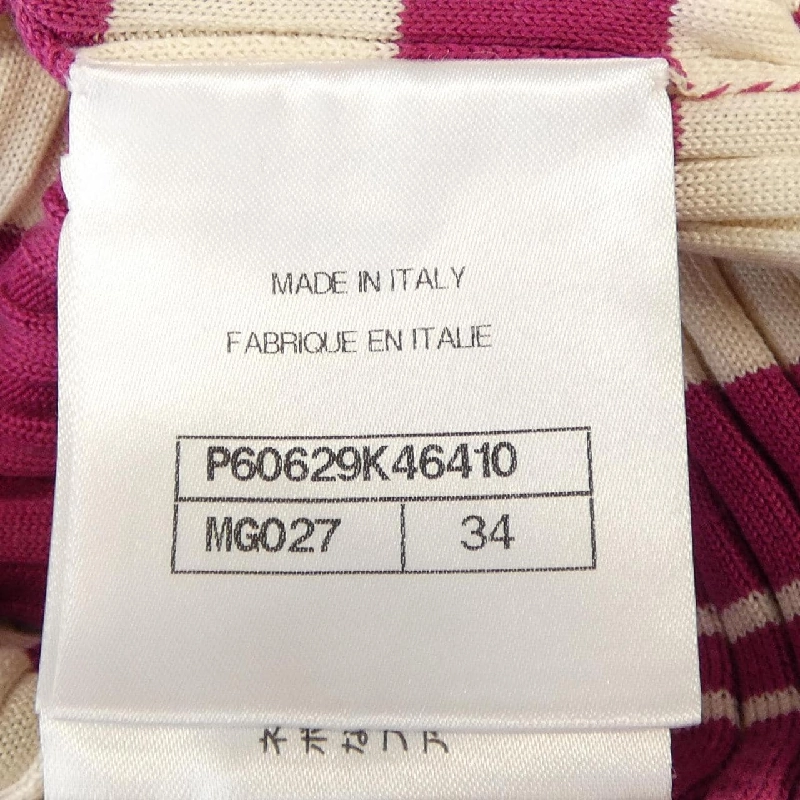 MADE IN ITALY
FABRIQUE EN ITALIE
P60629K46410
MG027 34